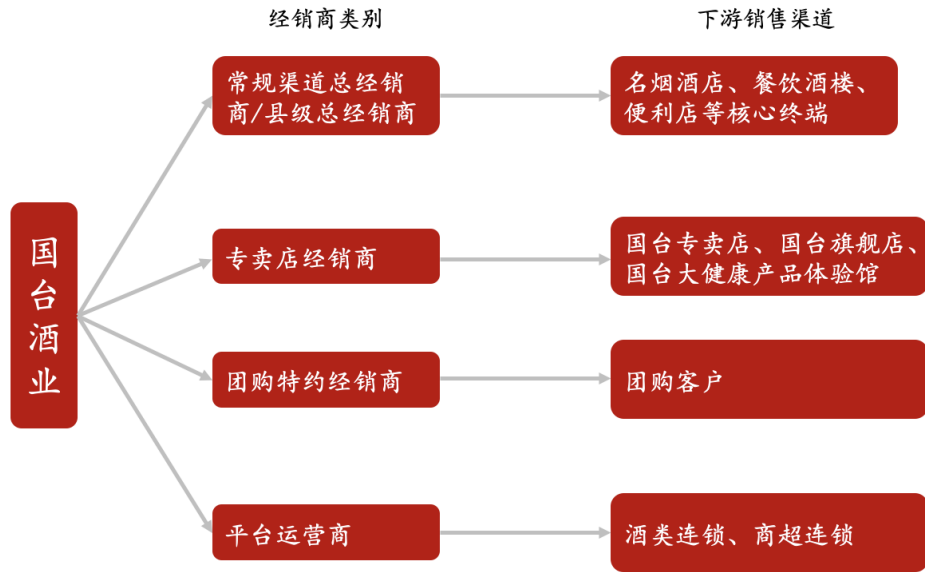 经销商类别
下游销售渠道
国台酒业
常规渠道总经销
商/县级总经销商
名烟酒店、餐饮酒楼、
便利店等核心终端
专卖店经销商
国台专卖店、国台旗舰店、
国台大健康产品体验馆
团购特约经销商
团购客户
平台运营商
酒类连锁、商超连锁